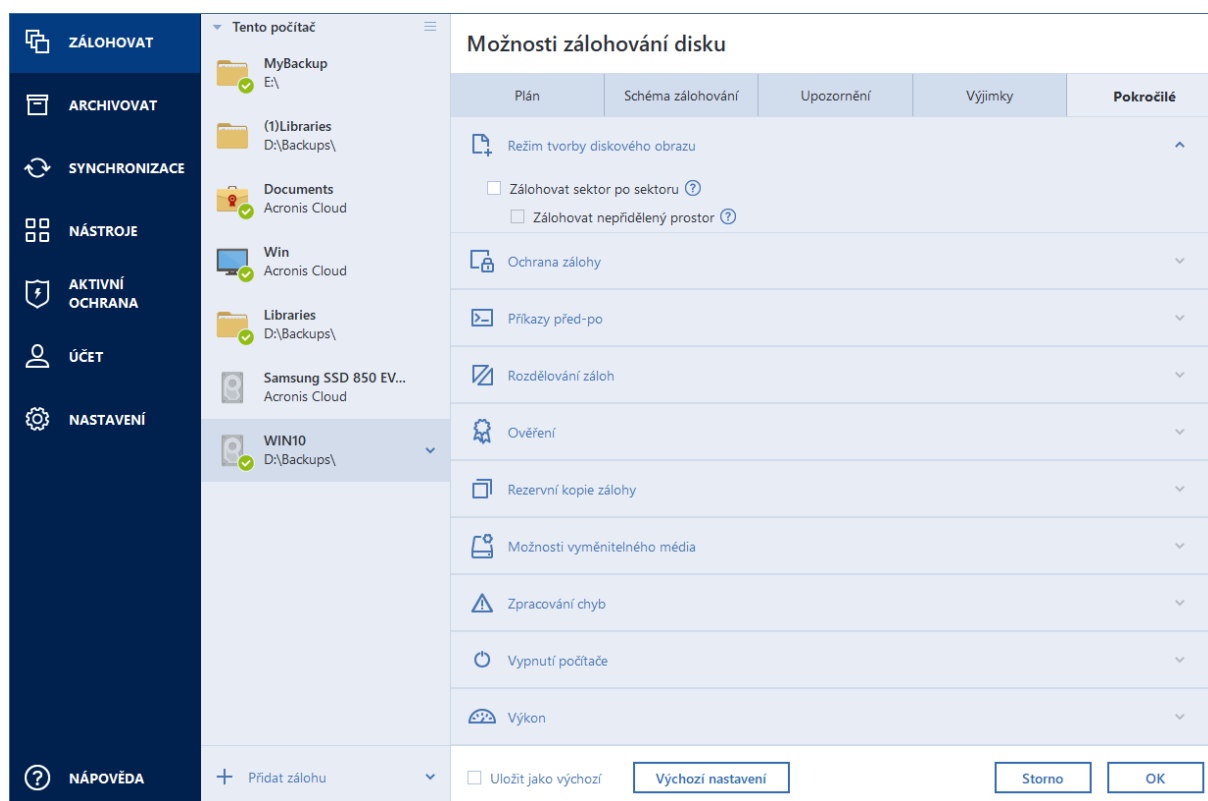 ZÁLOHOVAT
ARCHIVOVAT
SYNCHRONIZACE
NÁSTROJE
AKTIVNÍ
OCHRANA
ÚČET
NASTAVENÍ
NÁPOVĚDA
Tento počítač
MyBackup
E:\
(1)Libraries
D:\Backups\
Documents
Acronis Cloud
Win
Acronis Cloud
Libraries
D:\Backups\
Samsung SSD 850 EV...
Acronis Cloud
WIN10
D:\Backups\
Přidat zálohu
Možnosti zálohování disku
Plán
Schéma zálohování
Upozornění
Výjimky
Pokročilé
Režim tvorby diskového obrazu
Zálohovat sektor po sektoru ?
Zálohovat nepřidělený prostor ?
Ochrana zálohy
Příkazy před-po
Rozdělování záloh
Ověření
Rezervní kopie zálohy
Možnosti vyměnitelného média
Zpracování chyb
Vypnutí počítače
Výkon
Uložit jako výchozí
Výchozí nastavení
Storno
OK